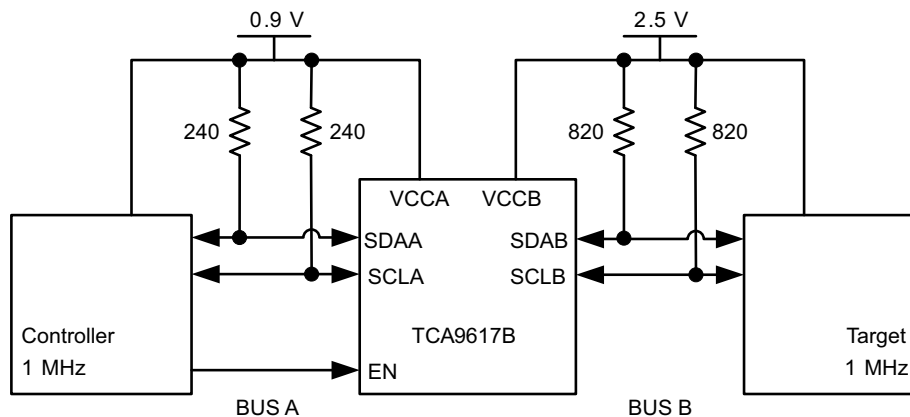 0.9 V
2.5 V
240
240
820
820
VCCA
VCCB
SDAA
SDAB
SCLA
SCLB
Controller
1 MHz
TCA9617B
Target
1 MHz
EN
BUS A
BUS B